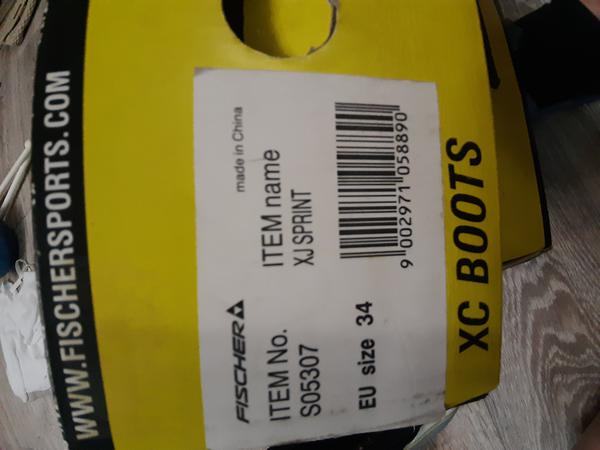 WWW.FISCHERSPORTS.COM
FISCHER
made in China
ITEM No.
S05307
ITEM name
XJ SPRINT
EU size 34
9 002971 058890
XC BOOTS